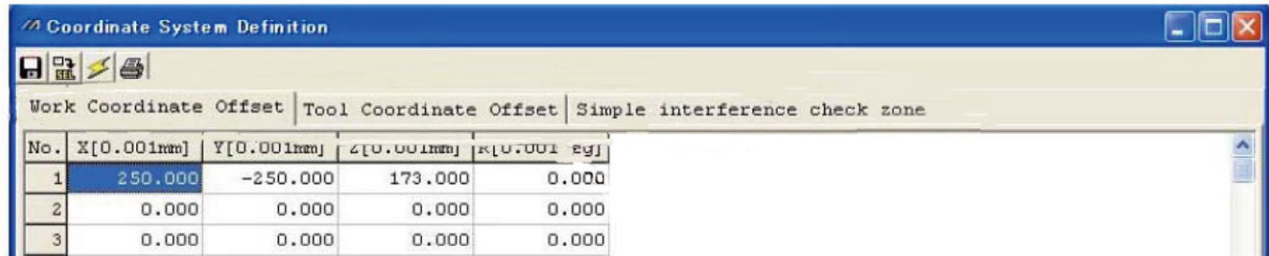 Coordinate System Definition
SEL
Work Coordinate Offset Tool Coordinate Offset Simple interference check zone
No. X[0.001mm] Y[0.001mm]
1 250.000 -250.000 173.000 0.000
2 0.000 0.000 0.000 0.000
3 0.000 0.000 0.000 0.000